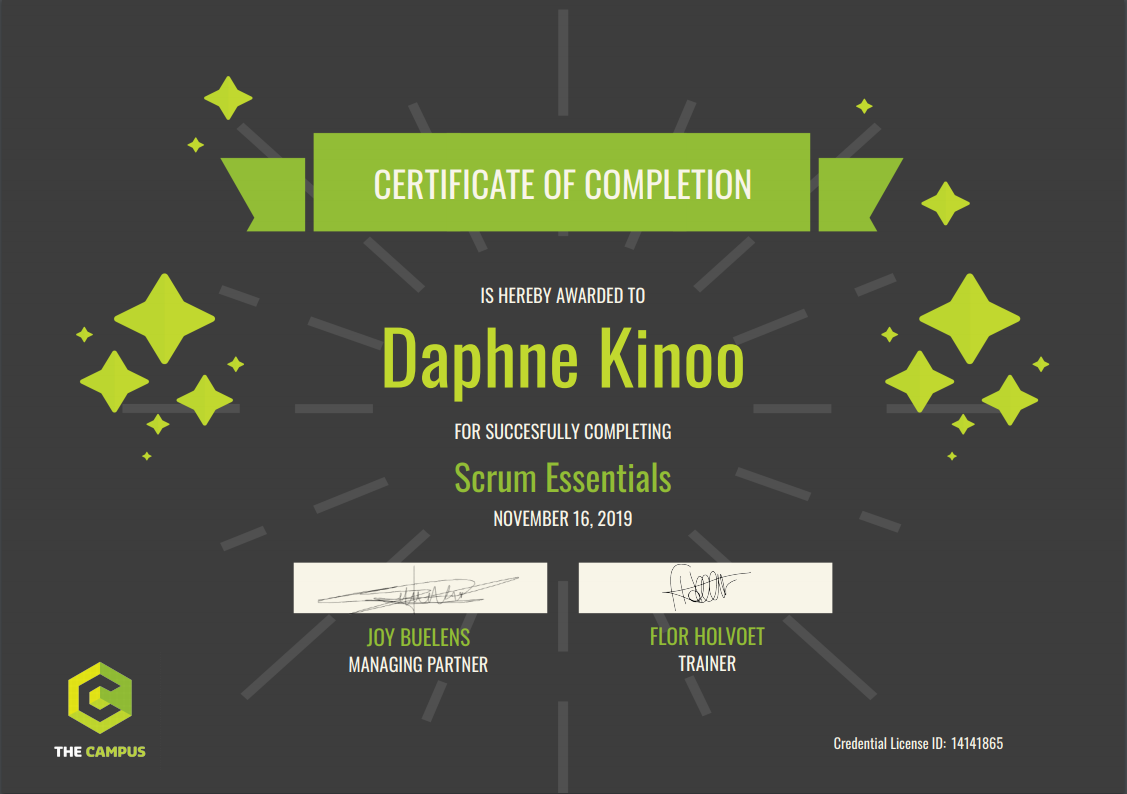 CERTIFICATE OF COMPLETION
IS HEREBY AWARDED TO
Daphne Kinoo
FOR SUCCESFULLY COMPLETING
Scrum Essentials
NOVEMBER 16, 2019
JOY BUELENS
MANAGING PARTNER
FLOR HOLVOET
TRAINER
THE CAMPUS
Credential License ID: 14141865